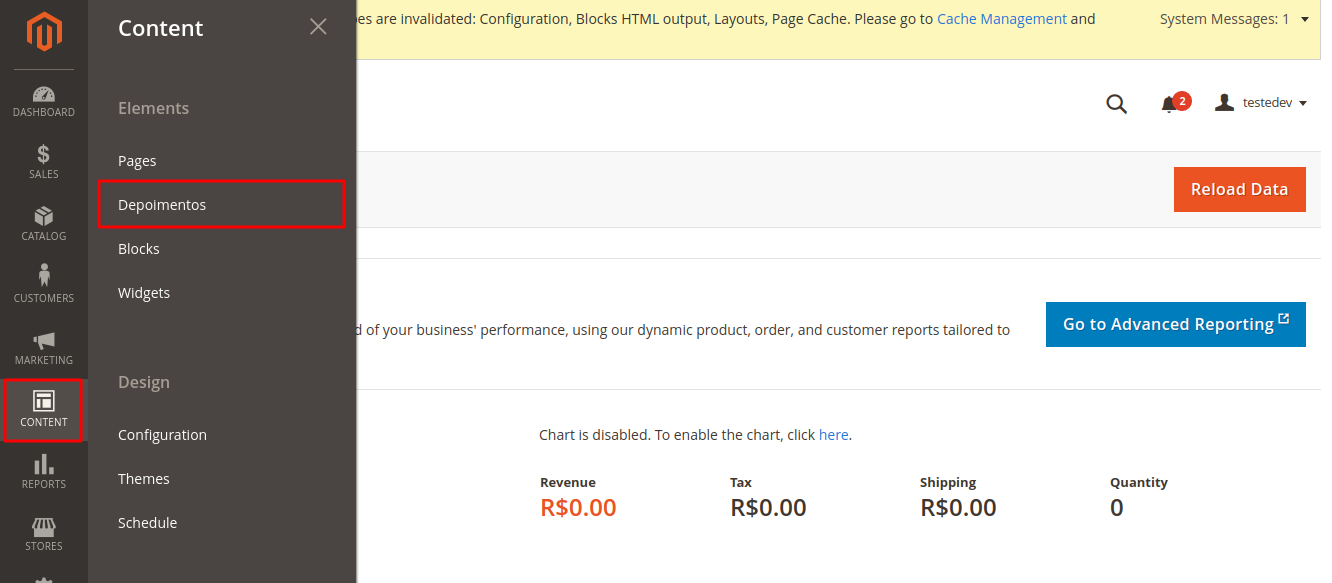 DASHBOARD
SALES
CATALOG
CUSTOMERS
MARKETING
CONTENT
REPORTS
STORES
Content
Elements
Pages
Depoimentos
Blocks
Widgets
Design
Configuration
Themes
Schedule
are invalidated: Configuration, Blocks HTML output, Layouts, Page Cache. Please go to Cache Management and
System Messages: 1
2
testedev
Reload Data
of your business' performance, using our dynamic product, order, and customer reports tailored to
Go to Advanced Reporting
Chart is disabled. To enable the chart, click here.
Revenue
R$0.00
Tax
R$0.00
Shipping
R$0.00
Quantity
0